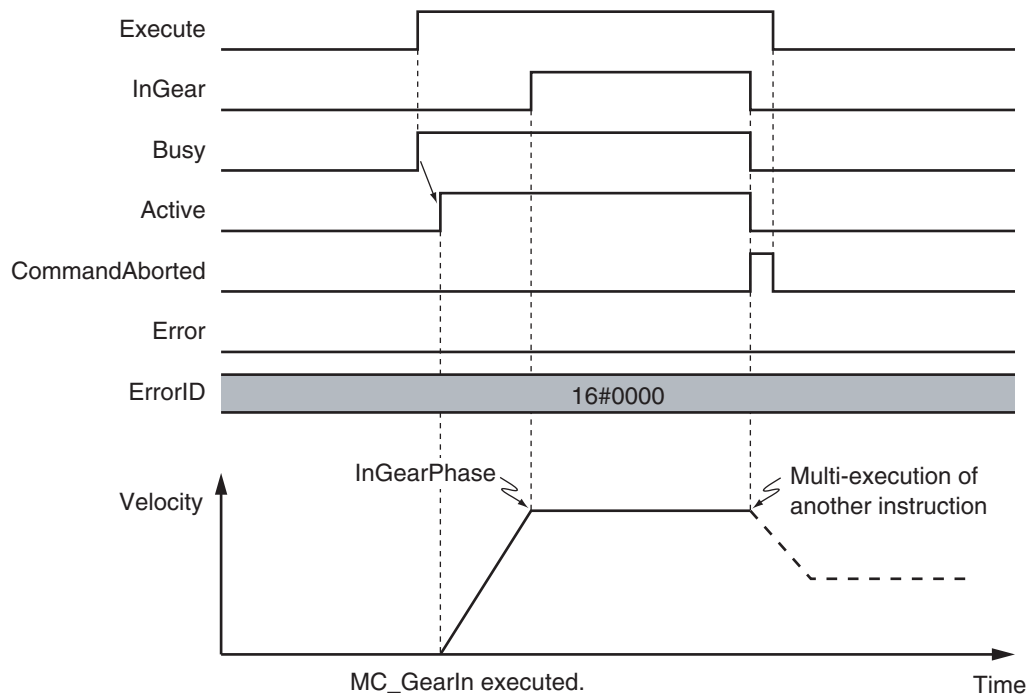 Execute
InGear
Busy
Active
CommandAborted
Error
ErrorID
16#0000
InGearPhase
Multi-execution of
another instruction
Velocity
MC_GearIn executed.
Time